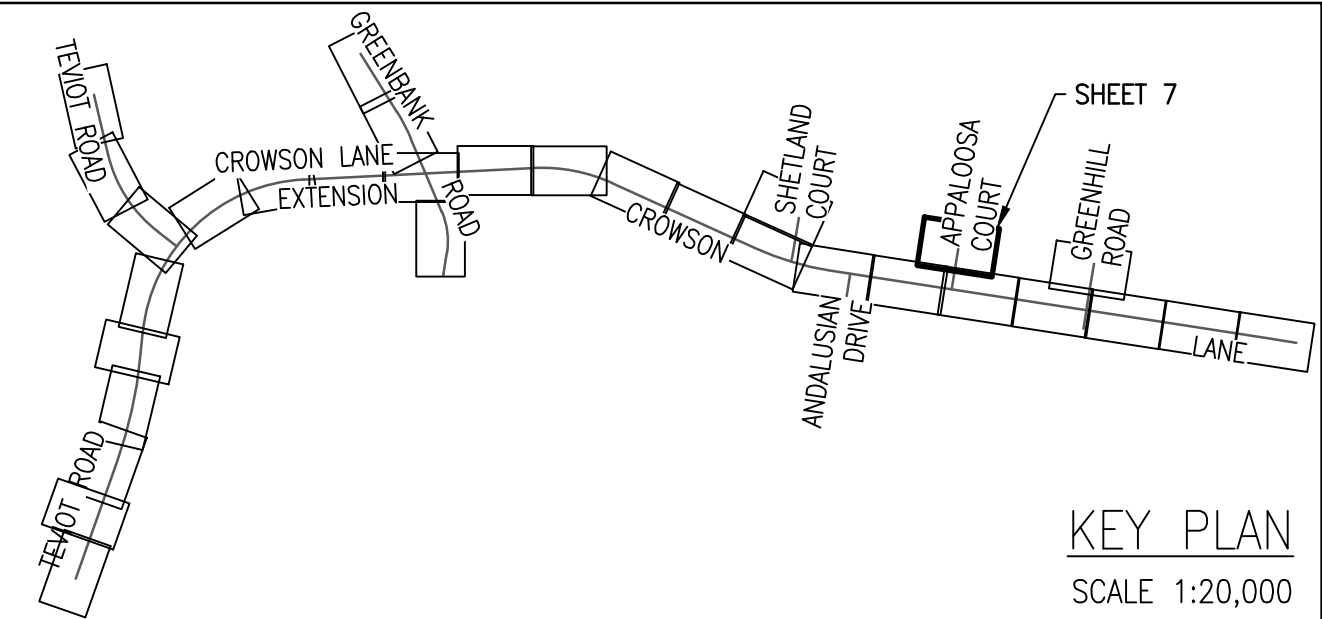 TEVIOT ROAD
GREENBANK
ROAD
CROWSON LANE
EXTENSION
CROWSON
SHETLAND
COURT
ANDALUSIAN
DRIVE
APPALOOSA
COURT
SHEET 7
GREENHILL
ROAD
LANE
TEVIOT ROAD
KEY PLAN
SCALE 1:20,000